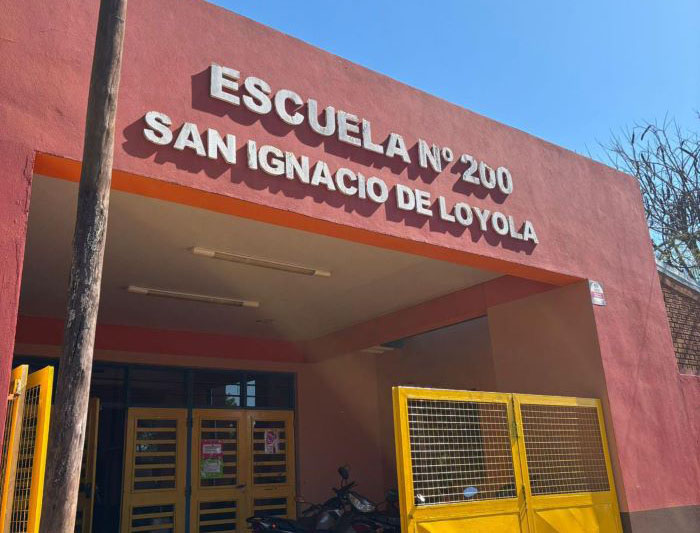 ESCUELA Nº 200
SAN IGNACIO DE LOYOLA